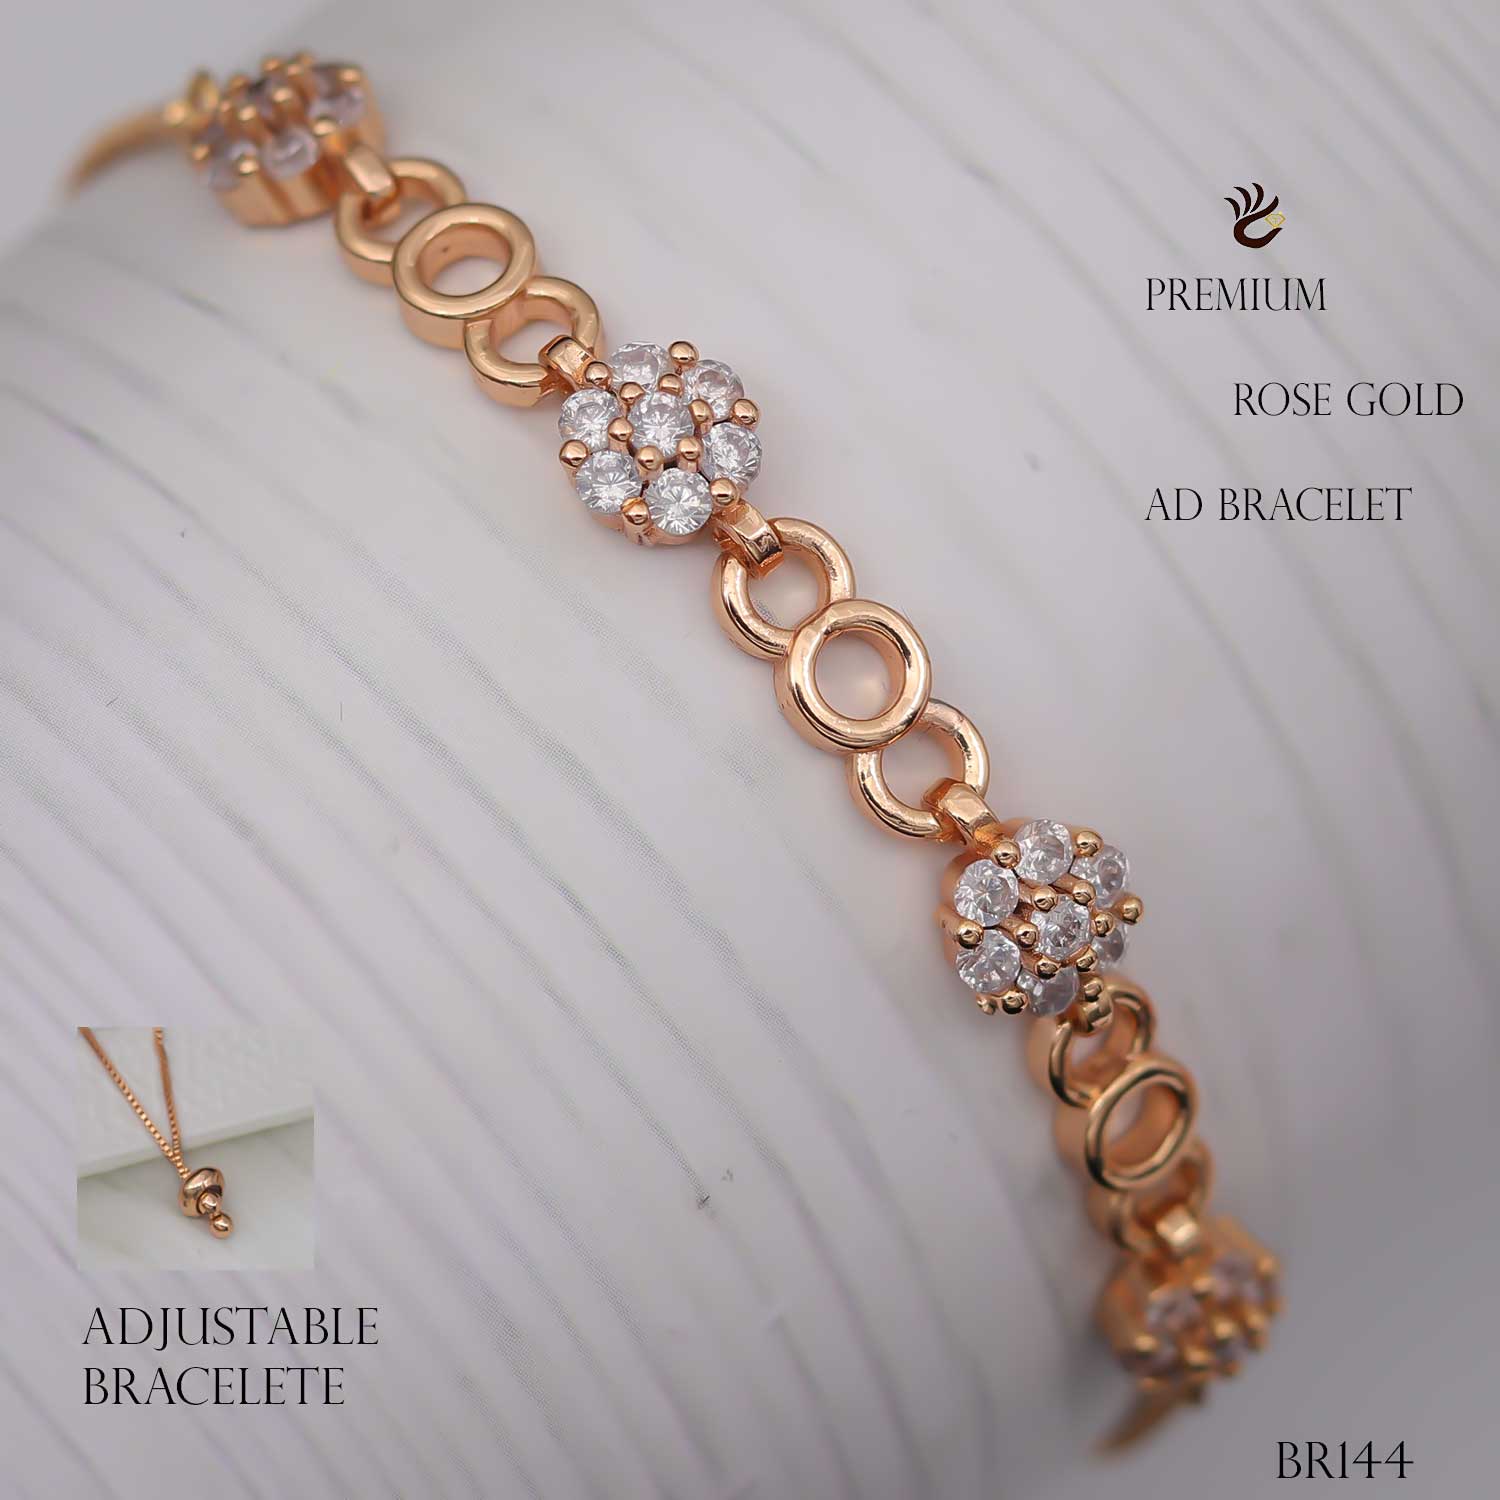 PREMIUM
ROSE GOLD
AD BRACELET
ADJUSTABLE
BRACELETE
BR144